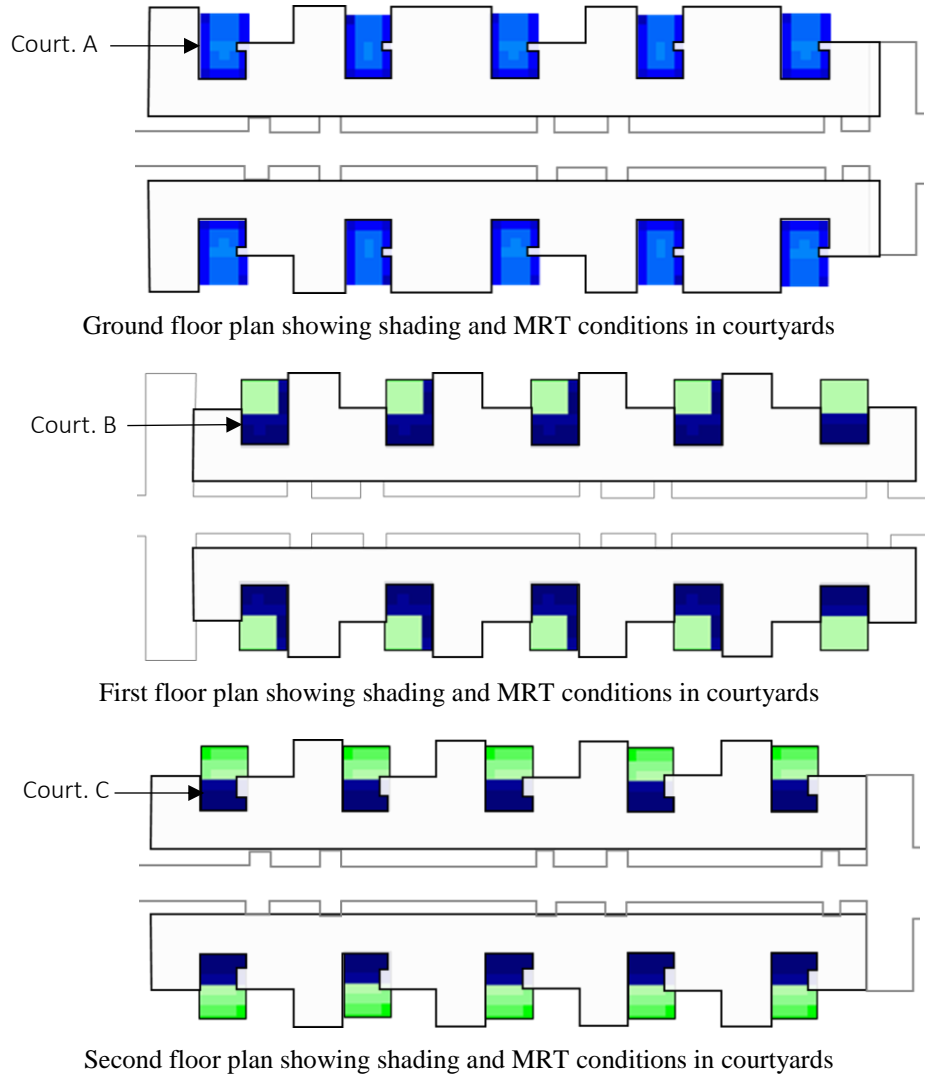 Court. A
Ground floor plan showing shading and MRT conditions in courtyards
Court. B
First floor plan showing shading and MRT conditions in courtyards
Court. C
Second floor plan showing shading and MRT conditions in courtyards